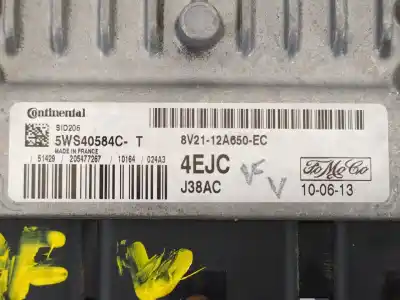 Continental
SID206
5WS40584C- T
MADE IN FRANCE
8V21-12A650-EC
51429 / 205477267 / 10164 / 024A3
4EJC
J38AC
VF
V
FoMoCo
10-06-13